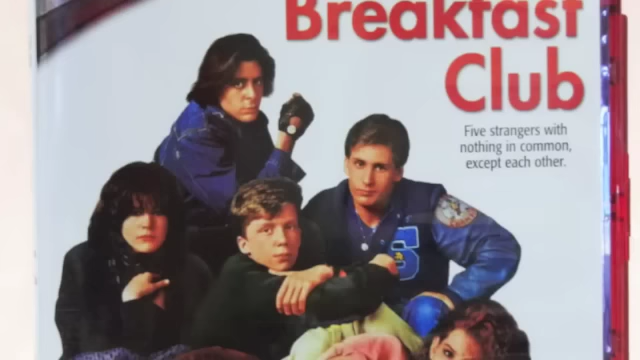 Breakfast
Club
Five strangers with
nothing in common,
except each other.
S